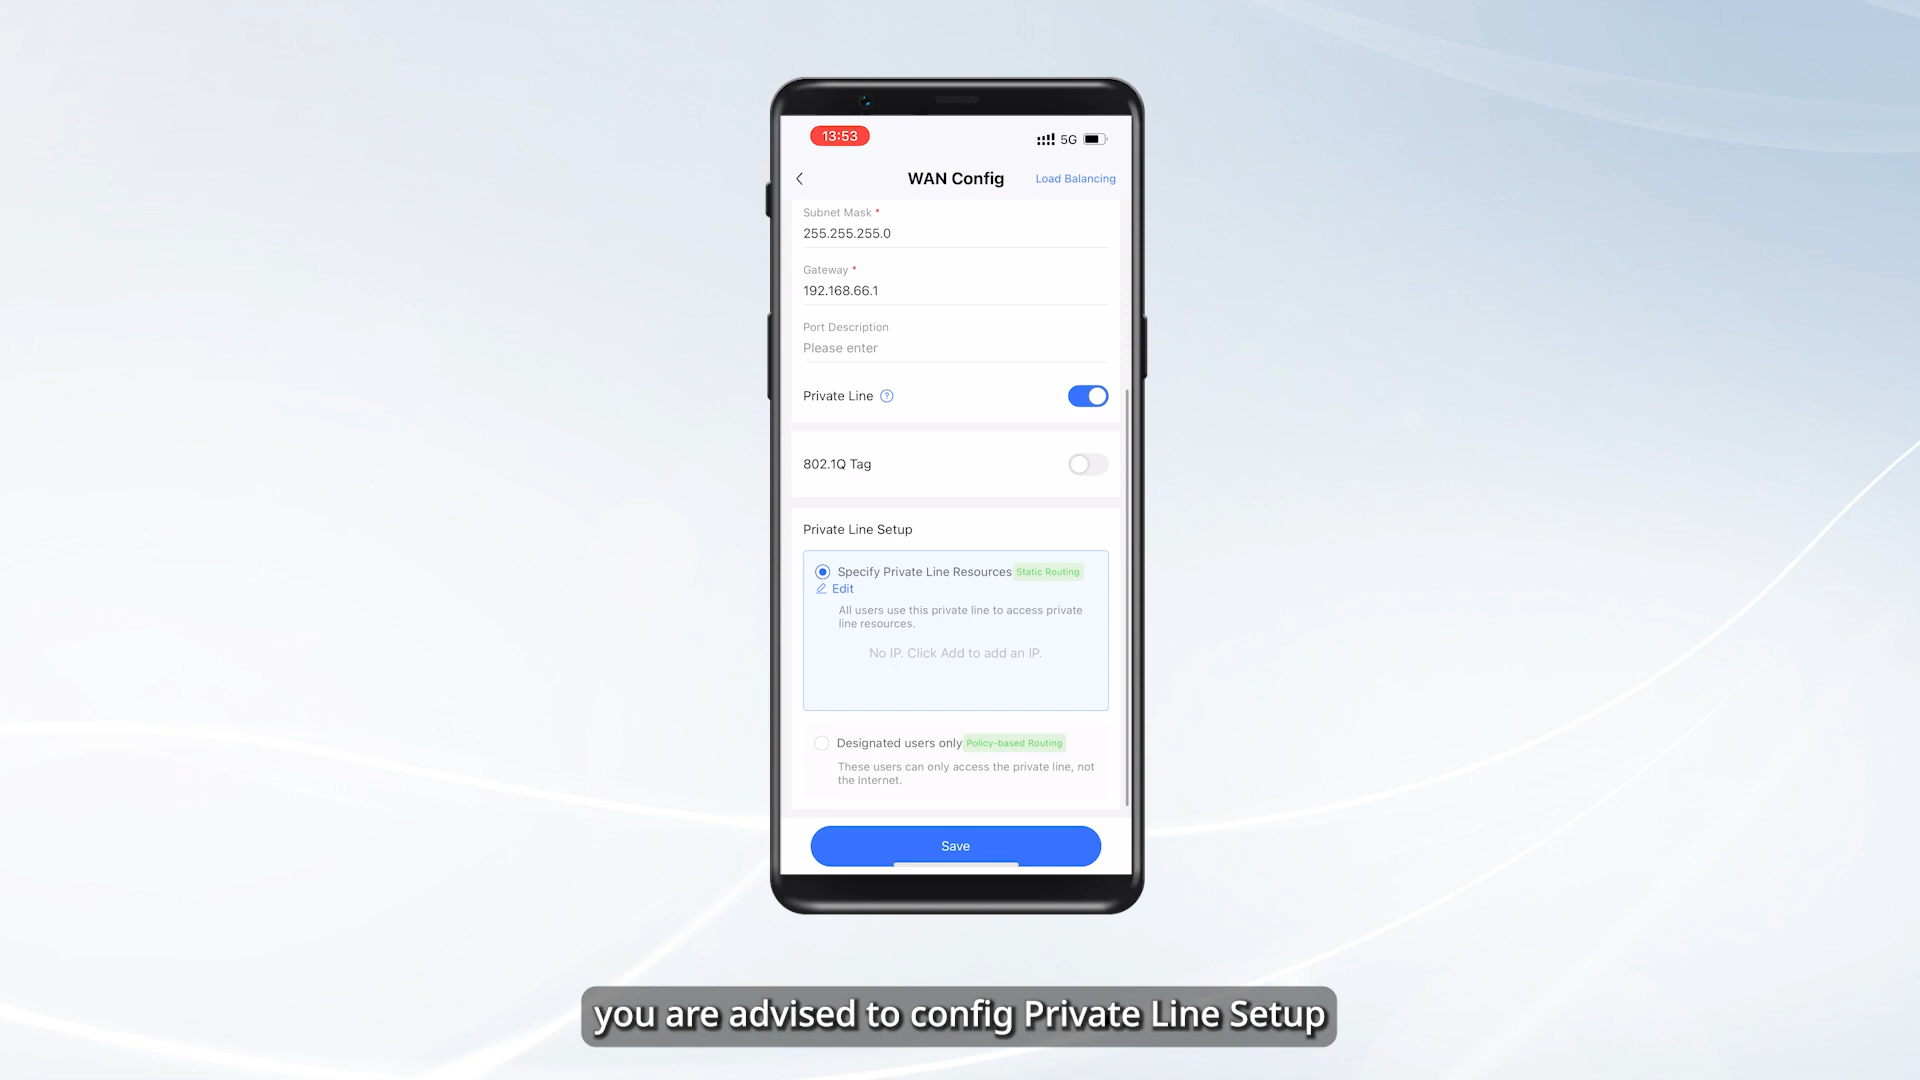 13:53
5G
WAN Config
Load Balancing
Subnet Mask *
255.255.255.0
Gateway *
192.168.66.1
Port Description
Please enter
Private Line ?
802.1Q Tag
Private Line Setup
Specify Private Line Resources Static Routing
Edit
All users use this private line to access private
line resources.
No IP. Click Add to add an IP.
Designated users only Policy-based Routing
These users can only access the private line, not
the Internet.
Save
you are advised to config Private Line Setup